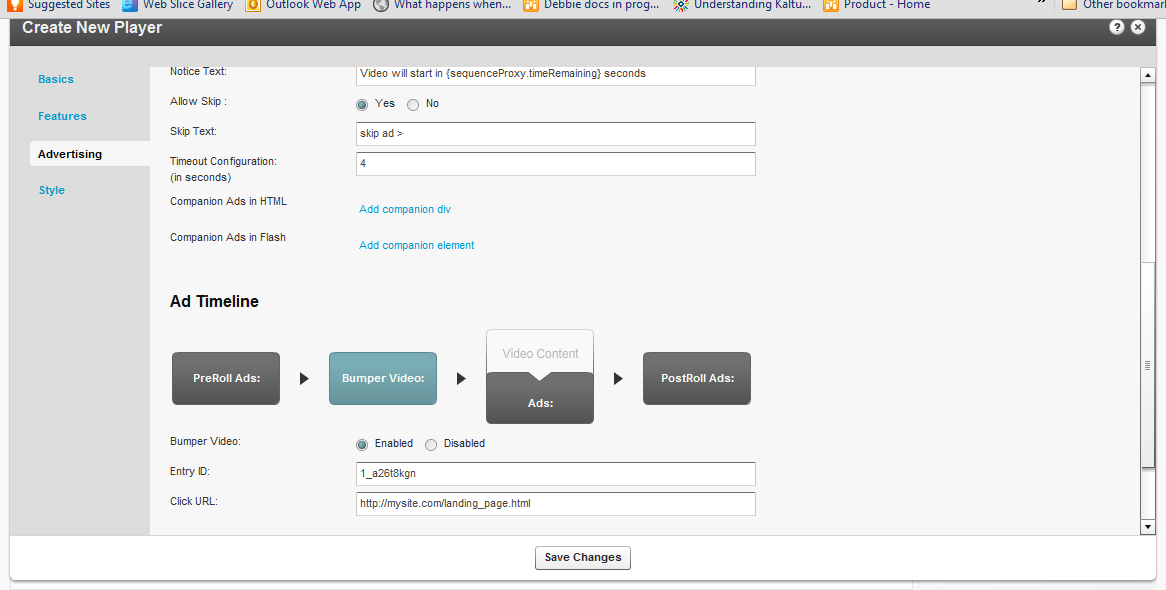 Suggested Sites Web Slice Gallery Outlook Web App What happens when... Debbie docs in prog... Understanding Kaltu... Product - Home » Other bookmar
Create New Player
Basics
Features
Advertising
Style
Notice Text: Video will start in {sequenceProxy.timeRemaining} seconds
Allow Skip : Yes No
Skip Text: skip ad >
Timeout Configuration: 4
(in seconds)
Companion Ads in HTML Add companion div
Companion Ads in Flash Add companion element
Ad Timeline
PreRoll Ads: Bumper Video: Video Content PostRoll Ads:
Ads:
Bumper Video: Enabled Disabled
Entry ID: 1_a26t8kgn
Click URL: http://mysite.com/landing_page.html
Save Changes